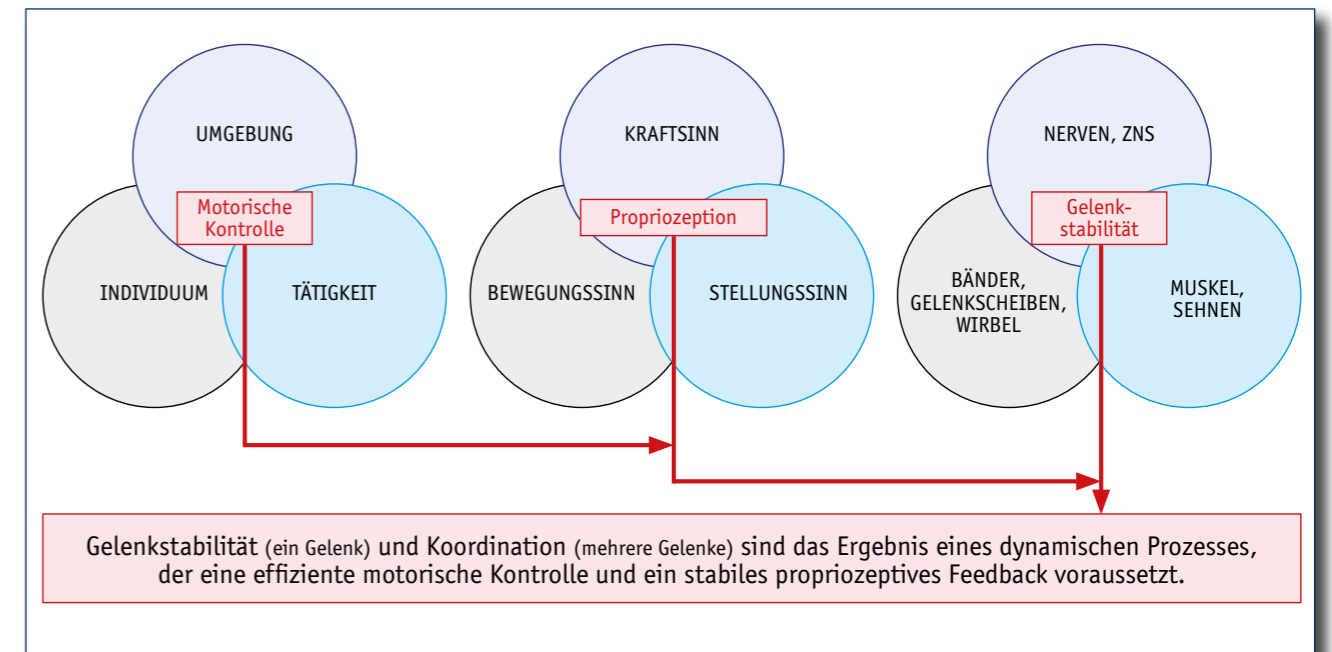 UMGEBUNG
Motorische
Kontrolle
INDIVIDUUM
TÄTIGKEIT
KRAFTSINN
Propriozeption
BEWEGUNGSSINN
STELLUNGSSINN
NERVEN, ZNS
Gelenk-
stabilität
BÄNDER,
GELENKSCHEIBEN,
WIRBEL
MUSKEL,
SEHNEN
Gelenkstabilität (ein Gelenk) und Koordination (mehrere Gelenke) sind das Ergebnis eines dynamischen Prozesses,
der eine effiziente motorische Kontrolle und ein stabiles propriozeptives Feedback voraussetzt.